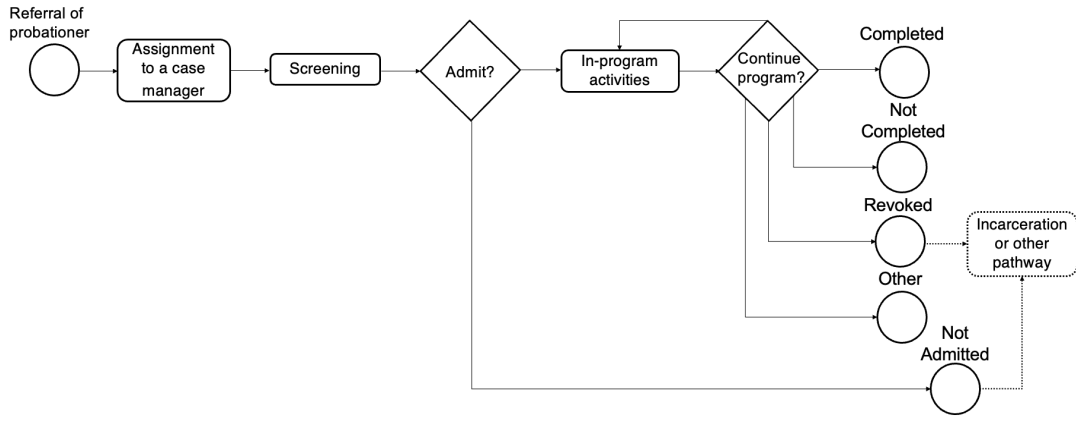 Referral of
probationer
Assignment
to a case
manager
Screening
Admit?
In-program
activities
Continue
program?
Completed
Not
Completed
Revoked
Incarceration
or other
pathway
Other
Not
Admitted